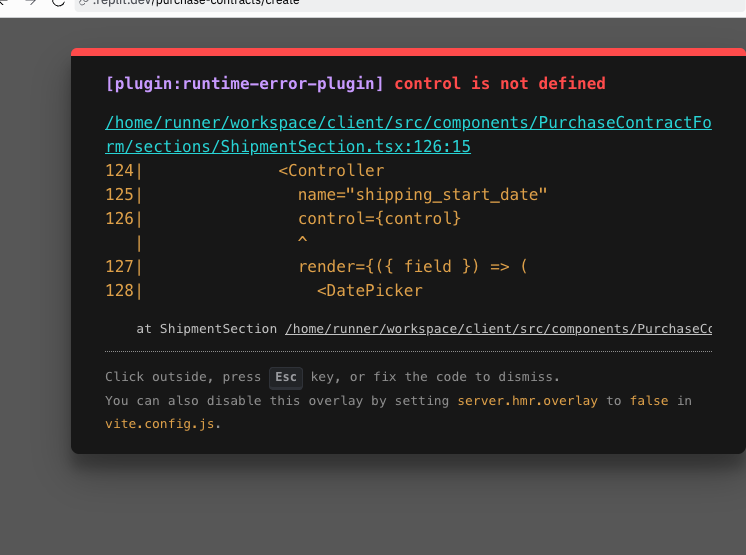 .replit.dev/purchase-contracts/create
[plugin:runtime-error-plugin] control is not defined
/home/runner/workspace/client/src/components/PurchaseContractFo
rm/sections/ShipmentSection.tsx:126:15
124|              <Controller
125|                name="shipping_start_date"
126|                control={control}
   |                ^
127|                render={({ field }) => (
128|                  <DatePicker
at ShipmentSection /home/runner/workspace/client/src/components/PurchaseCo
Click outside, press Esc key, or fix the code to dismiss.
You can also disable this overlay by setting server.hmr.overlay to false in
vite.config.js.